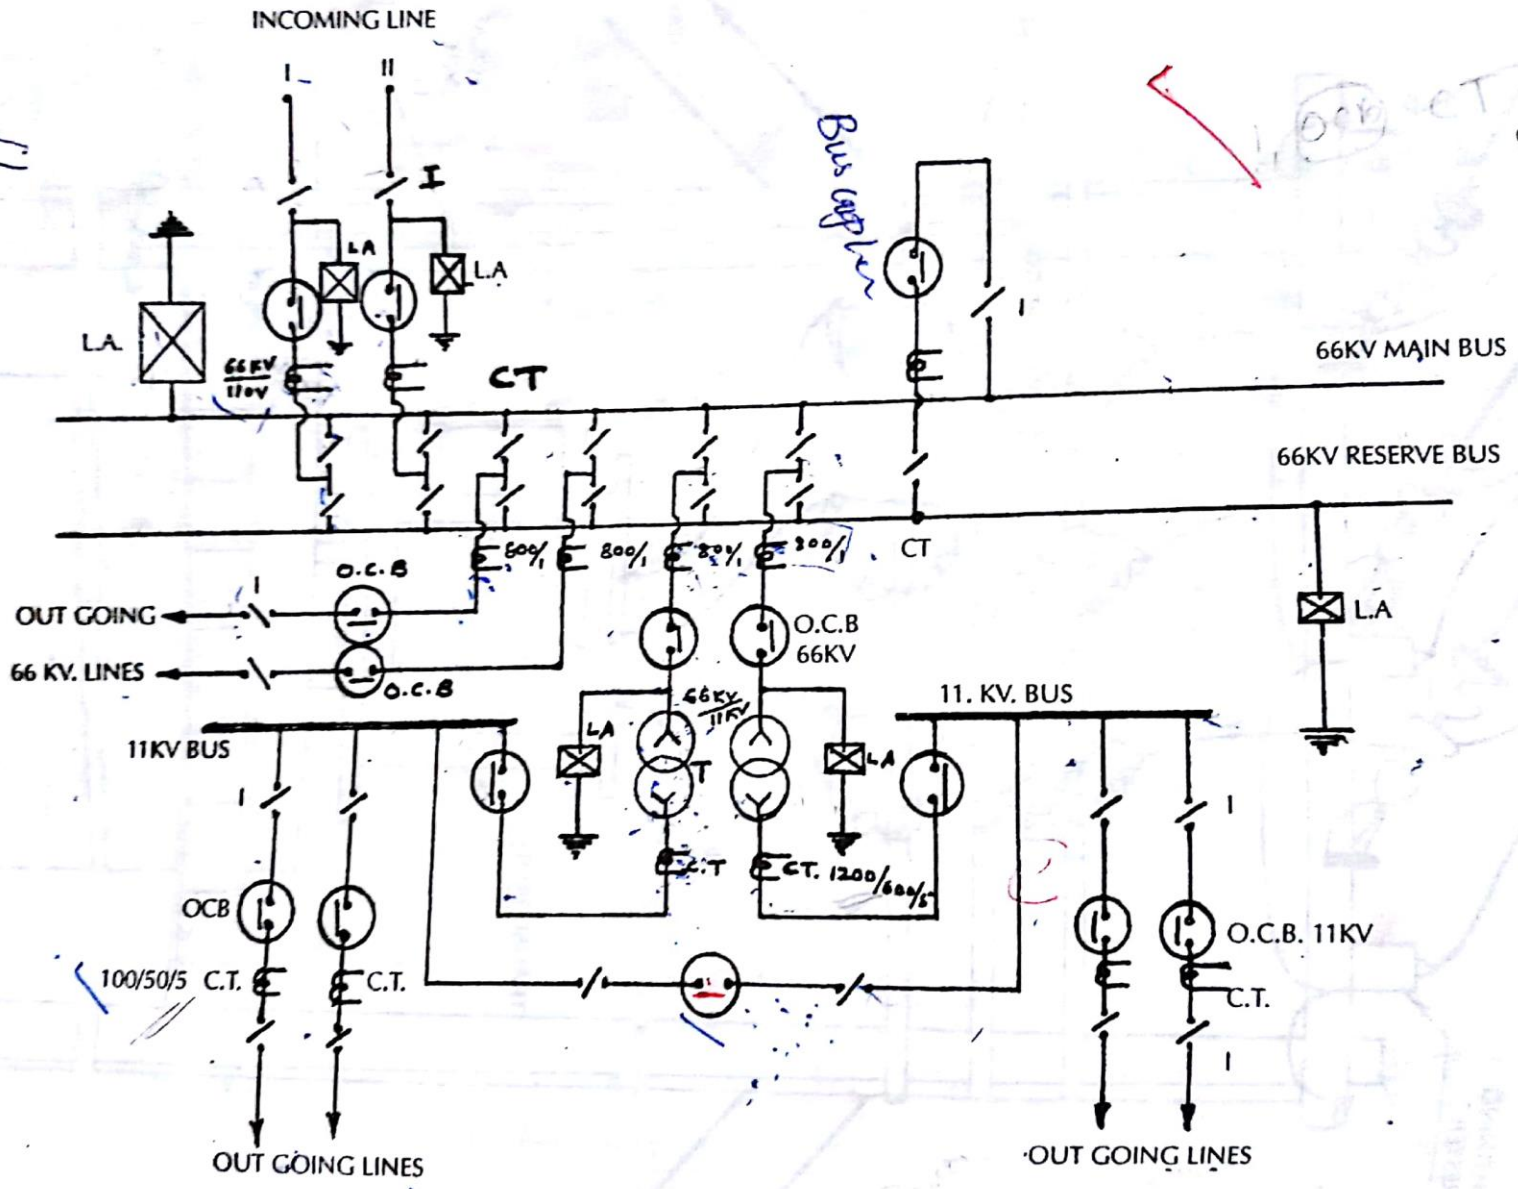 INCOMING LINE
I
II
I
Bus Coupler
OCB
CT
LA
L.A
L.A.
66KV
110V
CT
I
66KV MAIN BUS
66KV RESERVE BUS
800/1
800/1
800/1
800/1
CT
O.C.B
I
OUT GOING
66 KV. LINES
O.C.B
O.C.B
66KV
L.A
66KV
11KV
11. KV. BUS
11KV BUS
LA
T
LA
I
I
C.T
CT. 1200/600/5
OCB
O.C.B. 11KV
100/50/5 C.T.
C.T.
C.T.
I
OUT GOING LINES
OUT GOING LINES